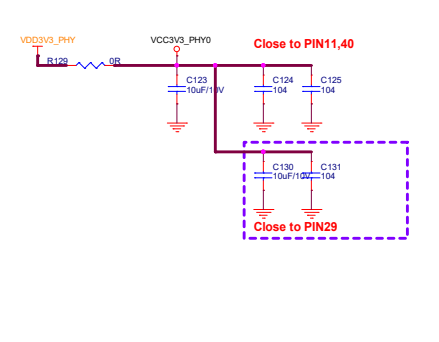 VDD3V3_PHY
VCC3V3_PHY0
Close to PIN11,40
R129
0R
C123
10uF/10V
C124
104
C125
104
C130
10uF/10V
C131
104
Close to PIN29